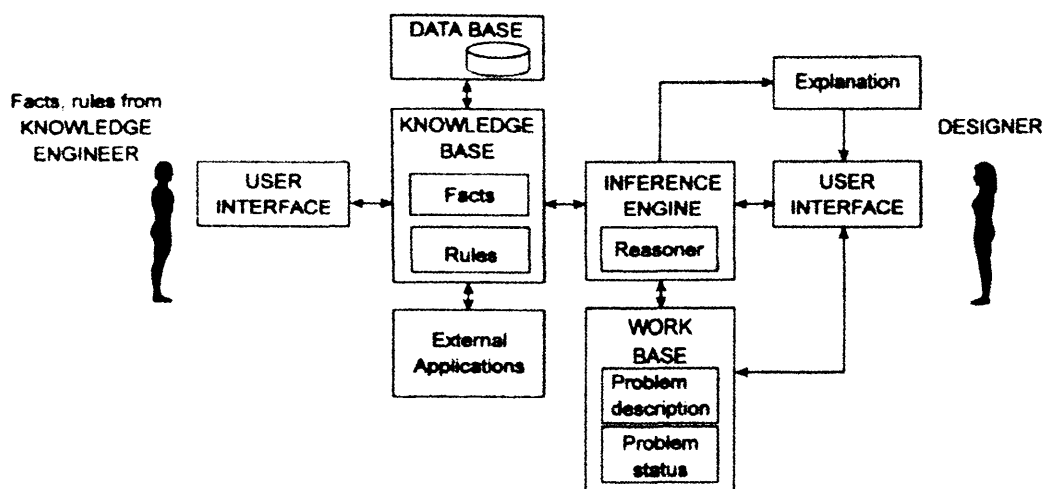 DATA BASE
Facts, rules from
KNOWLEDGE
ENGINEER
USER
INTERFACE
KNOWLEDGE
BASE
Facts
Rules
External
Applications
INFERENCE
ENGINE
Reasoner
WORK
BASE
Problem
description
Problem
status
Explanation
USER
INTERFACE
DESIGNER